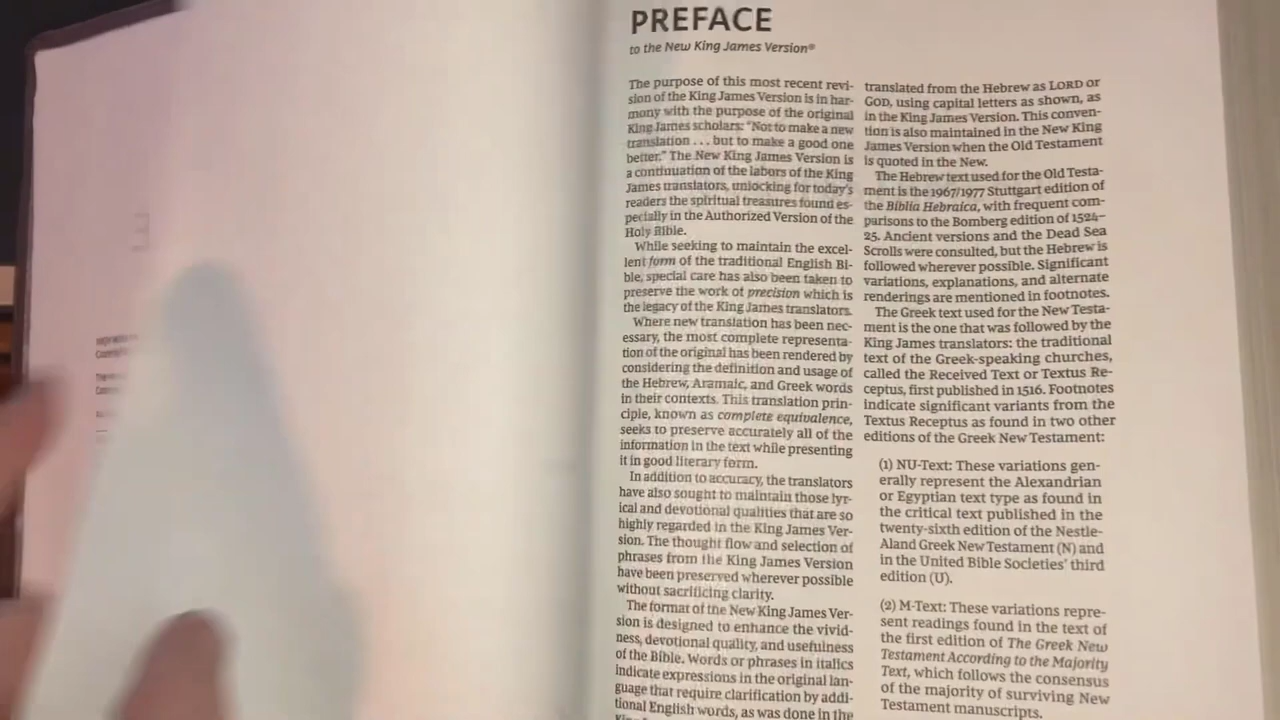 PREFACE
to the New King James Version®
The purpose of this most recent revi-
sion of the King James Version is in har-
mony with the purpose of the original
King James scholars: "Not to make a new
translation . . . but to make a good one
better." The New King James Version is
a continuation of the labors of the King
James translators, unlocking for today's
readers the spiritual treasures found es-
pecially in the Authorized Version of the
Holy Bible.
While seeking to maintain the excel-
lent form of the traditional English Bi-
ble, special care has also been taken to
preserve the work of precision which is
the legacy of the King James translators.
Where new translation has been nec-
essary, the most complete representa-
tion of the original has been rendered by
considering the definition and usage of
the Hebrew, Aramaic, and Greek words
in their contexts. This translation prin-
ciple, known as complete equivalence,
seeks to preserve accurately all of the
information in the text while presenting
it in good literary form.
In addition to accuracy, the translators
have also sought to maintain those lyr-
ical and devotional qualities that are so
highly regarded in the King James Ver-
sion. The thought flow and selection of
phrases from the King James Version
have been preserved wherever possible
without sacrificing clarity.
The format of the New King James Ver-
sion is designed to enhance the vivid-
ness, devotional quality, and usefulness
of the Bible. Words or phrases in italics
indicate expressions in the original lan-
guage that require clarification by addi-
tional English words, as was done in the
translated from the Hebrew as LORD or
GOD, using capital letters as shown, as
in the King James Version. This conven-
tion is also maintained in the New King
James Version when the Old Testament
is quoted in the New.
The Hebrew text used for the Old Testa-
ment is the 1967/1977 Stuttgart edition of
the Biblia Hebraica, with frequent com-
parisons to the Bomberg edition of 1524–
25. Ancient versions and the Dead Sea
Scrolls were consulted, but the Hebrew is
followed wherever possible. Significant
variations, explanations, and alternate
renderings are mentioned in footnotes.
The Greek text used for the New Testa-
ment is the one that was followed by the
King James translators: the traditional
text of the Greek-speaking churches,
called the Received Text or Textus Re-
ceptus, first published in 1516. Footnotes
indicate significant variants from the
Textus Receptus as found in two other
editions of the Greek New Testament:
(1) NU-Text: These variations gen-
erally represent the Alexandrian
or Egyptian text type as found in
the critical text published in the
twenty-sixth edition of the Nestle-
Aland Greek New Testament (N) and
in the United Bible Societies' third
edition (U).
(2) M-Text: These variations repre-
sent readings found in the text of
the first edition of The Greek New
Testament According to the Majority
Text, which follows the consensus
of the majority of surviving New
Testament manuscripts.